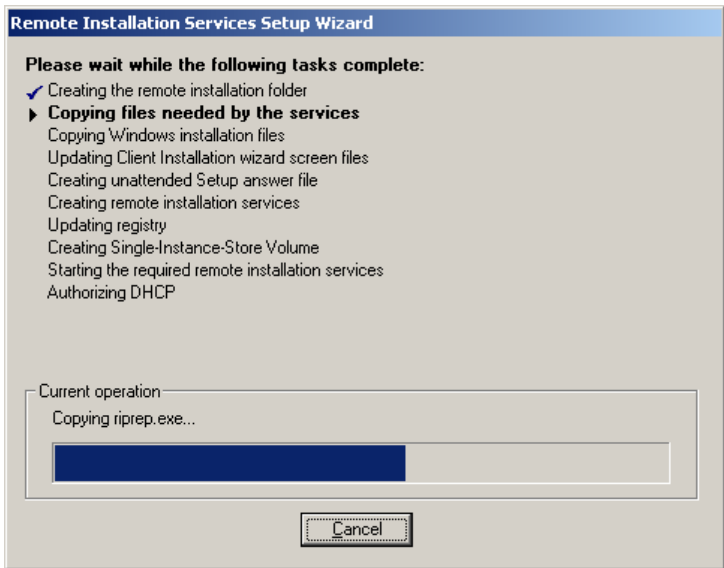 Remote Installation Services Setup Wizard
Please wait while the following tasks complete:
Creating the remote installation folder
Copying files needed by the services
Copying Windows installation files
Updating Client Installation wizard screen files
Creating unattended Setup answer file
Creating remote installation services
Updating registry
Creating Single-Instance-Store Volume
Starting the required remote installation services
Authorizing DHCP
Current operation
Copying riprep.exe...
Cancel